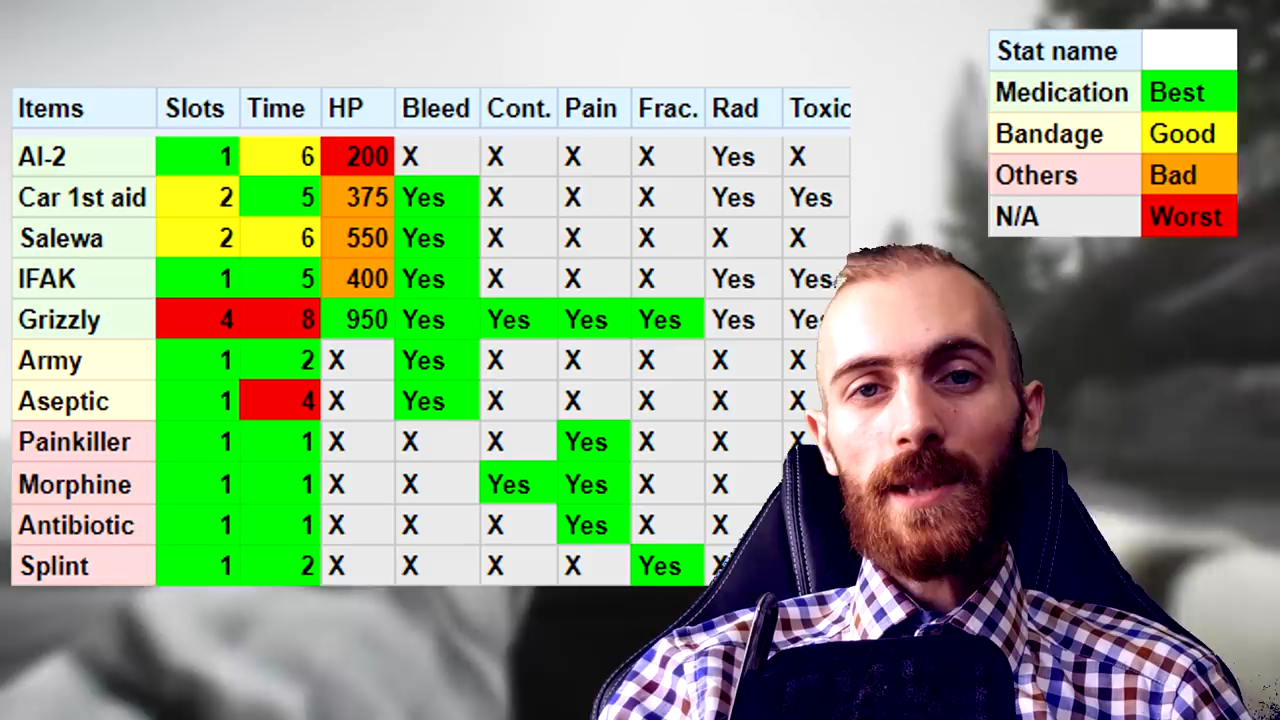 Stat name
Medication Best
Bandage Good
Others Bad
N/A Worst
Items Slots Time HP Bleed Cont. Pain Frac. Rad Toxic
AI-2 1 6 200 X X X X Yes X
Car 1st aid 2 5 375 Yes X X X Yes Yes
Salewa 2 6 550 Yes X X X X X
IFAK 1 5 400 Yes X X X Yes Yes
Grizzly 4 8 950 Yes Yes Yes Yes Yes Yes
Army 1 2 X Yes X X X X X
Aseptic 1 4 X Yes X X X X X
Painkiller 1 1 X X X Yes X X X
Morphine 1 1 X X Yes Yes X X
Antibiotic 1 1 X X X Yes X X
Splint 1 2 X X X X Yes X